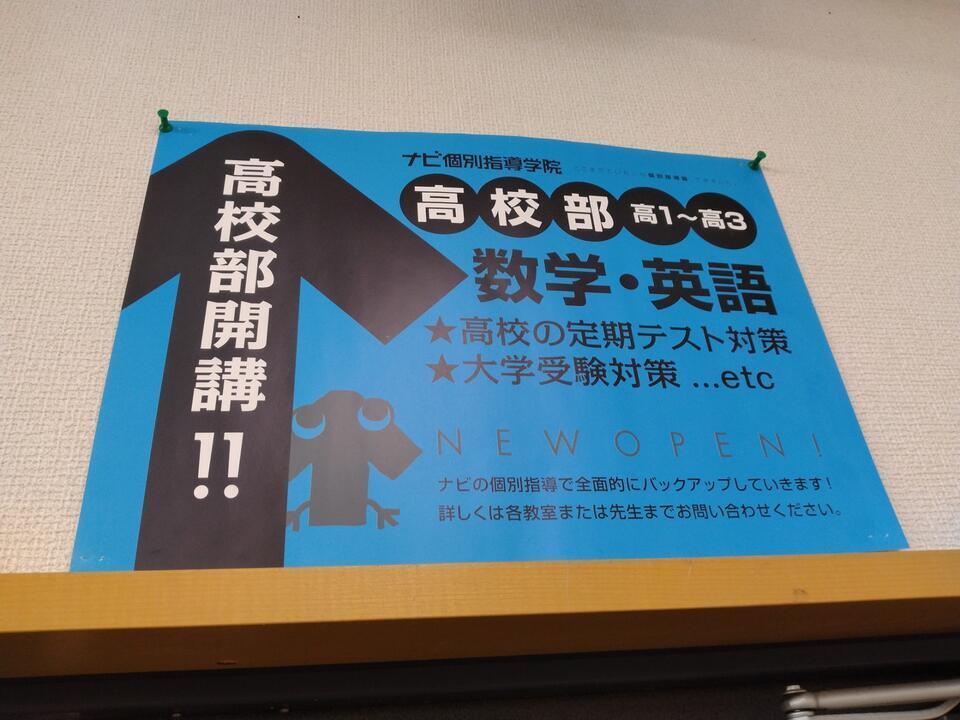 高校部開講!!
ナビ個別指導学院
高校部 高1～高3
数学・英語
★高校の定期テスト対策
★大学受験対策 ...etc
NEW OPEN!
ナビの個別指導で全面的にバックアップしていきます!
詳しくは各教室または先生までお問い合わせください。